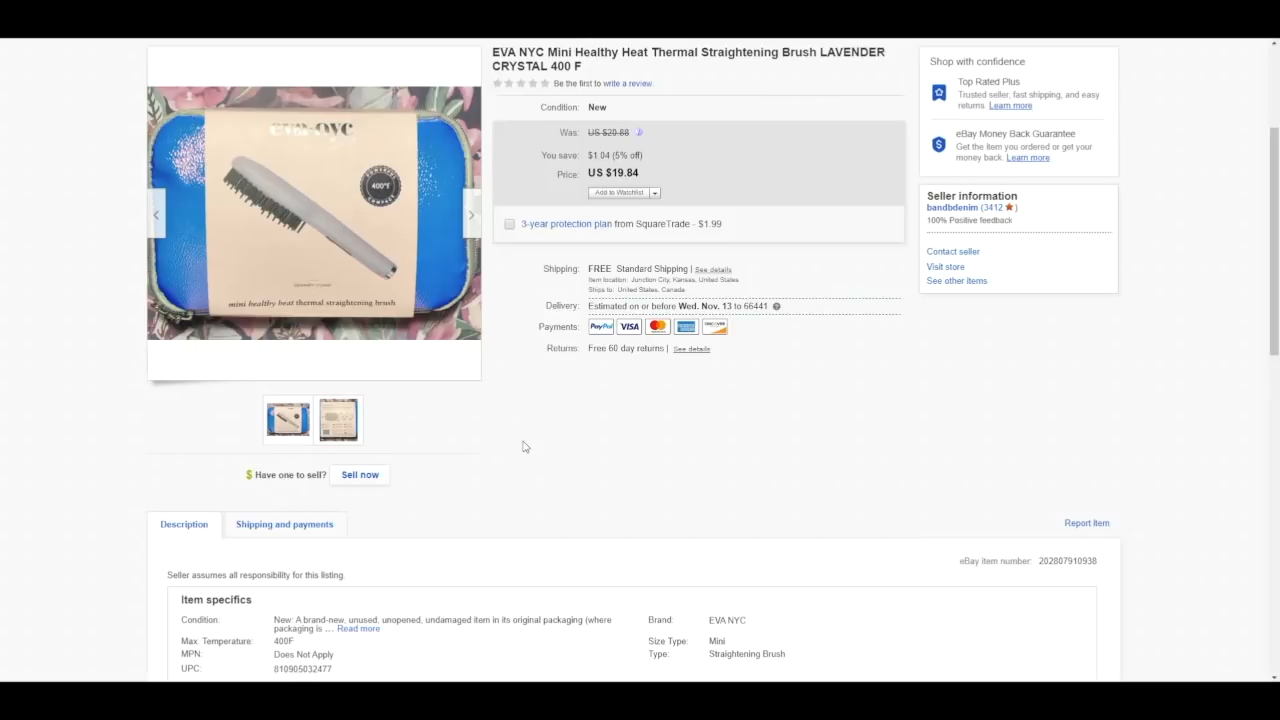 EVA NYC Mini Healthy Heat Thermal Straightening Brush LAVENDER
CRYSTAL 400 F
Be the first to write a review.
Condition: New
Was: US $20.88
You save: $1.04 (5% off)
Price: US $19.84
Add to Watchlist
3-year protection plan from SquareTrade - $1.99
Shipping: FREE Standard Shipping | See details
Item location: Junction City, Kansas, United States
Ships to: United States, Canada
Delivery: Estimated on or before Wed. Nov. 13 to 66441
Payments: PayPal VISA MasterCard DISCOVER
Returns: Free 60 day returns | See details
Shop with confidence
Top Rated Plus
Trusted seller, fast shipping, and easy
returns. Learn more
eBay Money Back Guarantee
Get the item you ordered or get your
money back. Learn more
Seller information
bandbdenim (3412 )
100% Positive feedback
Contact seller
Visit store
See other items
eva-nyc
400°F
mini healthy heat thermal straightening brush
$ Have one to sell? Sell now
Description
Shipping and payments
Report item
eBay item number: 202807910938
Seller assumes all responsibility for this listing.
Item specifics
Condition: New: A brand-new, unused, unopened, undamaged item in its original packaging (where
packaging is ... Read more
Brand: EVA NYC
Max. Temperature: 400F
Size Type: Mini
MPN: Does Not Apply
Type: Straightening Brush
UPC: 810905032477